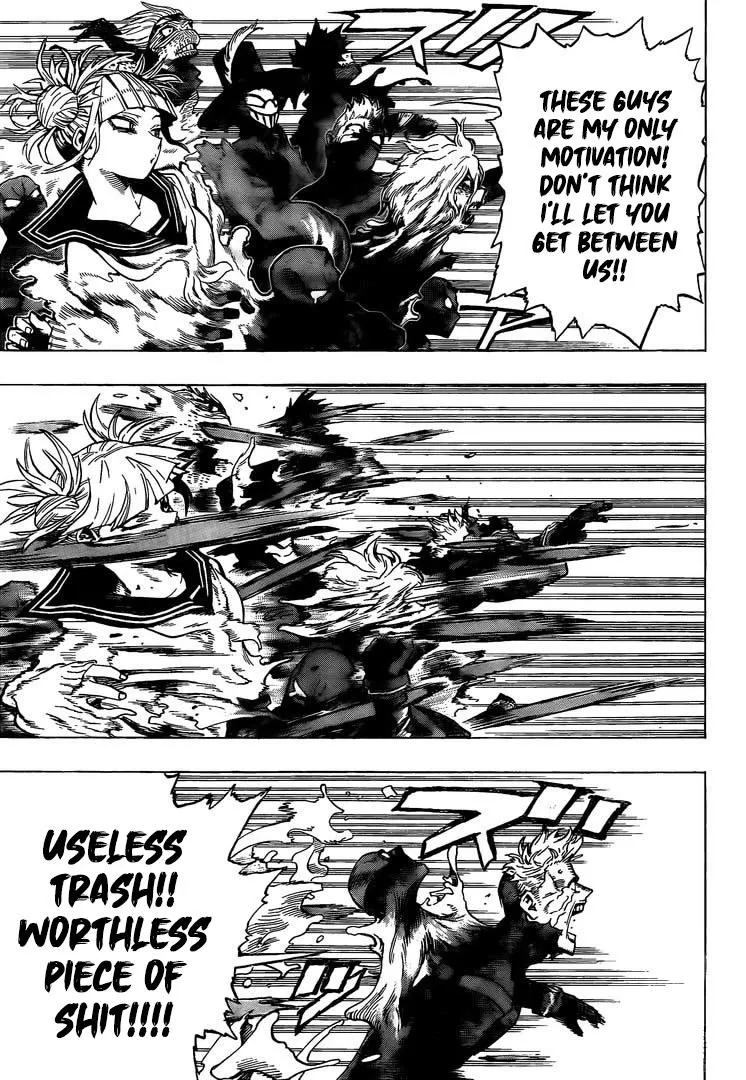 THESE GUYS
ARE MY ONLY
MOTIVATION!
DON'T THINK
I'LL LET YOU
GET BETWEEN
US!!
USELESS
TRASH!!
WORTHLESS
PIECE OF
SHIT!!!!